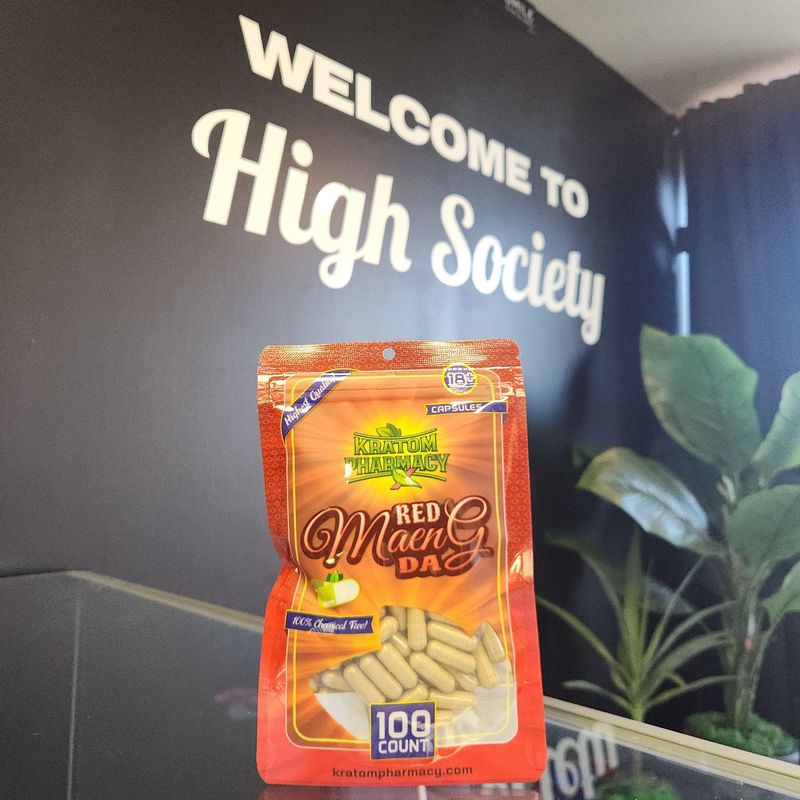 WELCOME TO
High Society
Highest Quality
18+
CAPSULES
KRATOM
PHARMACY
RED
Maeng
DA
100% Chemical Free!
100
COUNT
kratompharmacy.com